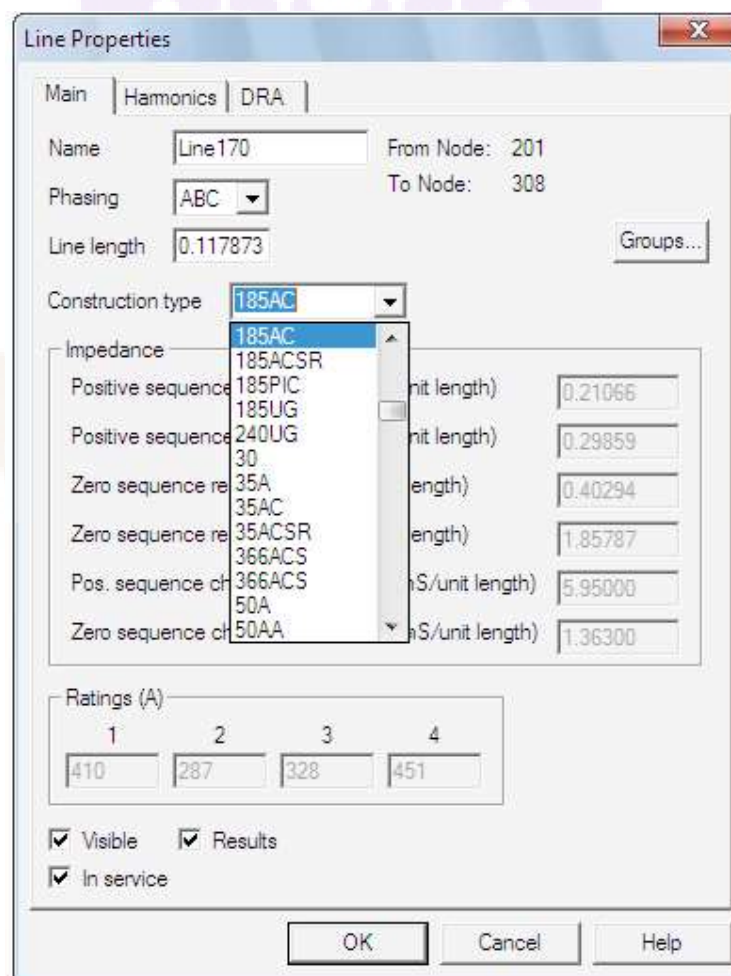 Line Properties
Main Harmonics DRA
Name Line170 From Node: 201
Phasing ABC To Node: 308
Line length 0.117873 Groups...
Construction type 185AC
185AC
Impedance
185ACSR
Positive sequence 185PIC nit length) 0.21066
185UG
Positive sequence 240UG nit length) 0.29859
30
Zero sequence re 35A ength) 0.40294
35AC
Zero sequence re 35ACSR ength) 1.85787
366ACS
Pos. sequence ch 366ACS S/unit length) 5.95000
50A
Zero sequence ch 50AA nS/unit length) 1.36300
Ratings (A)
1 2 3 4
410 287 328 451
Visible Results
In service
OK Cancel Help